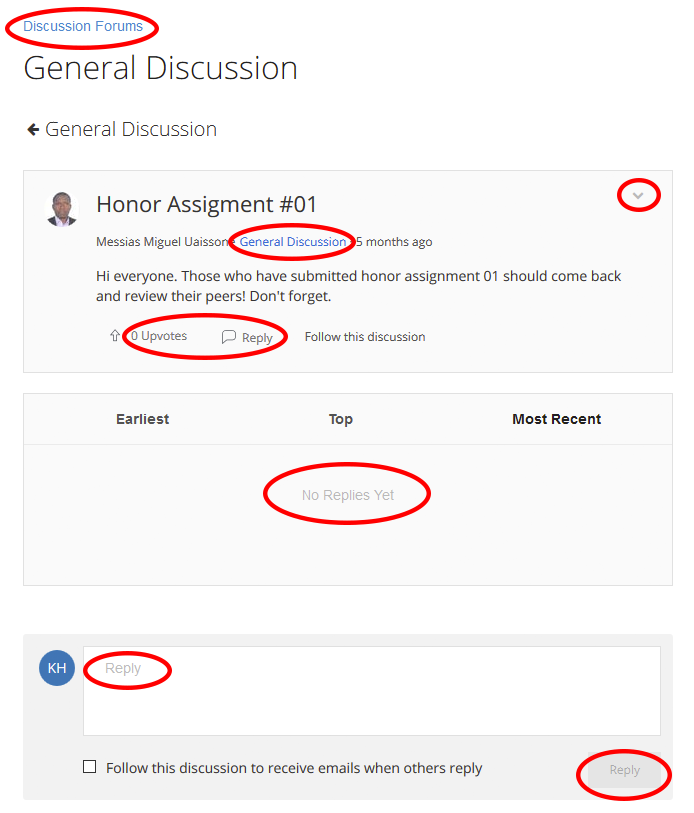 Discussion Forums
General Discussion
General Discussion
Honor Assigment #01
Messias Miguel Uaissone General Discussion 5 months ago
Hi everyone. Those who have submitted honor assignment 01 should come back
and review their peers! Don't forget.
0 Upvotes Reply Follow this discussion
Earliest Top Most Recent
No Replies Yet
KH Reply
Follow this discussion to receive emails when others reply Reply